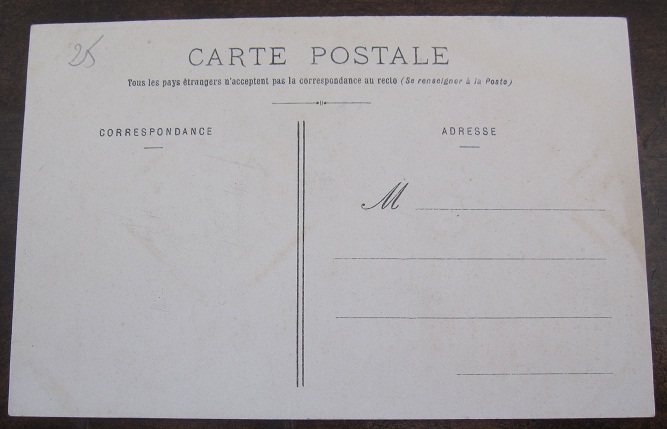 25
CARTE POSTALE
Tous les pays étrangers n'acceptent pas la correspondance au recto (Se renseigner à la Poste)
CORRESPONDANCE
ADRESSE
M